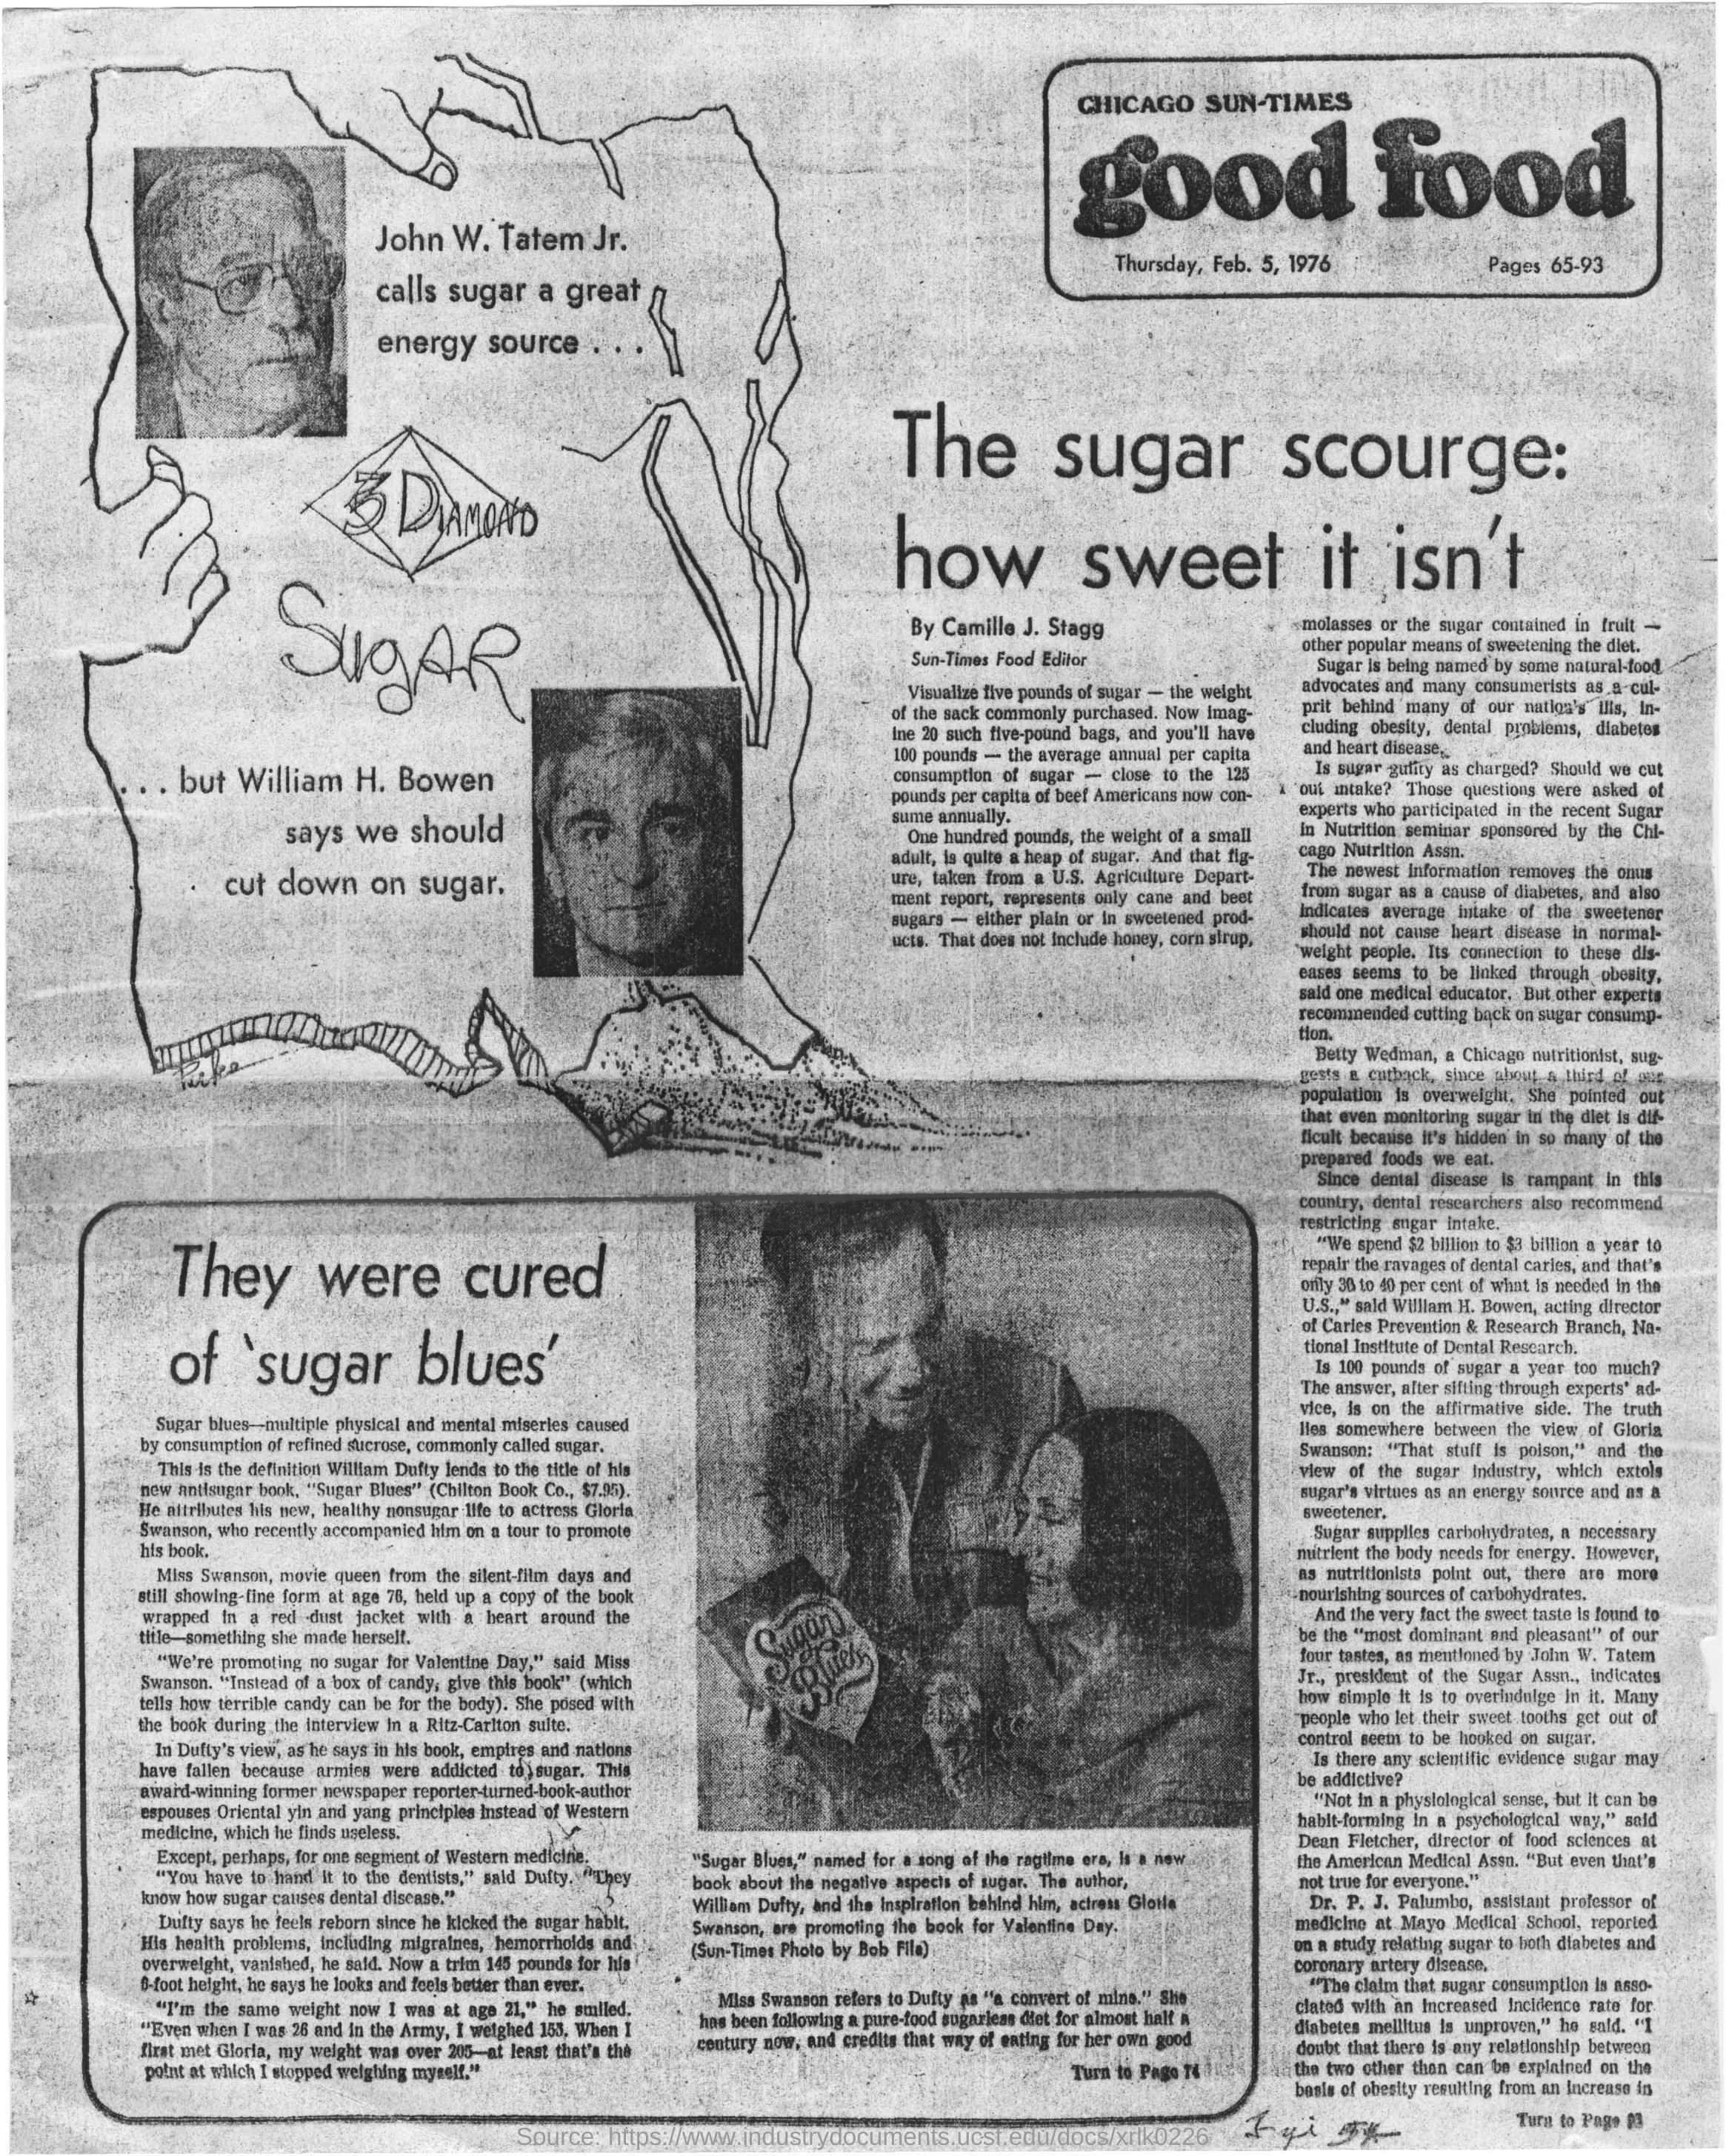 CHICAGO SUN-TIMES
good food
Thursday, Feb. 5, 1976 Pages 65-93
John W. Tatem Jr.
calls sugar a great
energy source . . .
3 DIAMOND
SUgAR
. . . but William H. Bowen
says we should
cut down on sugar.
The sugar scourge:
how sweet it isn't
By Camille J. Stagg
Sun-Times Food Editor
Visualize five pounds of sugar — the weight
of the sack commonly purchased. Now imag-
ine 20 such five-pound bags, and you'll have
100 pounds — the average annual per capita
consumption of sugar — close to the 125
pounds per capita of beef Americans now con-
sume annually.
One hundred pounds, the weight of a small
adult, is quite a heap of sugar. And that fig-
ure, taken from a U.S. Agriculture Depart-
ment report, represents only cane and beet
sugars — either plain or in sweetened prod-
ucts. That does not include honey, corn sirup,
molasses or the sugar contained in fruit —
other popular means of sweetening the diet.
Sugar is being named by some natural-food
advocates and many consumerists as a cul-
prit behind many of our nation's ills, in-
cluding obesity, dental problems, diabetes
and heart disease.
Is sugar guilty as charged? Should we cut
out intake? Those questions were asked of
experts who participated in the recent Sugar
in Nutrition seminar sponsored by the Chi-
cago Nutrition Assn.
The newest information removes the onus
from sugar as a cause of diabetes, and also
indicates average intake of the sweetener
should not cause heart disease in normal-
weight people. Its connection to these dis-
eases seems to be linked through obesity,
said one medical educator. But other experts
recommended cutting back on sugar consump-
tion.
Betty Wedman, a Chicago nutritionist, sug-
gests a cutback, since about a third of our
population is overweight. She pointed out
that even monitoring sugar in the diet is dif-
ficult because it's hidden in so many of the
prepared foods we eat.
Since dental disease is rampant in this
country, dental researchers also recommend
restricting sugar intake.
"We spend $2 billion to $3 billion a year to
repair the ravages of dental caries, and that's
only 30 to 40 per cent of what is needed in the
U.S.," said William H. Bowen, acting director
of Caries Prevention & Research Branch, Na-
tional Institute of Dental Research.
Is 100 pounds of sugar a year too much?
The answer, after sifting through experts' ad-
vice, is on the affirmative side. The truth
lies somewhere between the view of Gloria
Swanson: "That stuff is poison," and the
view of the sugar industry, which extols
sugar's virtues as an energy source and as a
sweetener.
Sugar supplies carbohydrates, a necessary
nutrient the body needs for energy. However,
as nutritionists point out, there are more
nourishing sources of carbohydrates.
And the very fact the sweet taste is found to
be the "most dominant and pleasant" of our
four tastes, as mentioned by John W. Tatem
Jr., president of the Sugar Assn., indicates
how simple it is to overindulge in it. Many
people who let their sweet tooths get out of
control seem to be hooked on sugar.
Is there any scientific evidence sugar may
be addictive?
"Not in a physiological sense, but it can be
habit-forming in a psychological way," said
Dean Fletcher, director of food sciences at
the American Medical Assn. "But even that's
not true for everyone."
Dr. P. J. Palumbo, assistant professor of
medicine at Mayo Medical School, reported
on a study relating sugar to both diabetes and
coronary artery disease.
"The claim that sugar consumption is asso-
ciated with an increased incidence rate for
diabetes mellitus is unproven," he said. "I
doubt that there is any relationship between
the two other than can be explained on the
basis of obesity resulting from an increase in
Turn to Page 93
They were cured
of 'sugar blues'
Sugar blues—multiple physical and mental miseries caused
by consumption of refined sucrose, commonly called sugar.
This is the definition William Dufty lends to the title of his
new antisugar book, "Sugar Blues" (Chilton Book Co., $7.95).
He attributes his new, healthy nonsugar life to actress Gloria
Swanson, who recently accompanied him on a tour to promote
his book.
Miss Swanson, movie queen from the silent-film days and
still showing-fine form at age 76, held up a copy of the book
wrapped in a red dust jacket with a heart around the
title—something she made herself.
"We're promoting no sugar for Valentine Day," said Miss
Swanson. "Instead of a box of candy, give this book" (which
tells how terrible candy can be for the body). She posed with
the book during the interview in a Ritz-Carlton suite.
In Dufty's view, as he says in his book, empires and nations
have fallen because armies were addicted to sugar. This
award-winning former newspaper reporter-turned-book-author
espouses Oriental yin and yang principles instead of Western
medicine, which he finds useless.
Except, perhaps, for one segment of Western medicine.
"You have to hand it to the dentists," said Dufty. "They
know how sugar causes dental disease."
Dufty says he feels reborn since he kicked the sugar habit.
His health problems, including migraines, hemorrhoids and
overweight, vanished, he said. Now a trim 145 pounds for his
6-foot height, he says he looks and feels better than ever.
"I'm the same weight now I was at age 21," he smiled.
"Even when I was 26 and in the Army, I weighed 153. When I
first met Gloria, my weight was over 205—at least that's the
point at which I stopped weighing myself."
Sugar
Blues
"Sugar Blues," named for a song of the ragtime era, is a new
book about the negative aspects of sugar. The author,
William Dufty, and the inspiration behind him, actress Gloria
Swanson, are promoting the book for Valentine Day.
(Sun-Times Photo by Bob Fila)
Miss Swanson refers to Dufty as "a convert of mine." She
has been following a pure-food sugarless diet for almost half a
century now, and credits that way of eating for her own good
Turn to Page 74
Source: https://www.industrydocuments.ucsf.edu/docs/xrlk0226